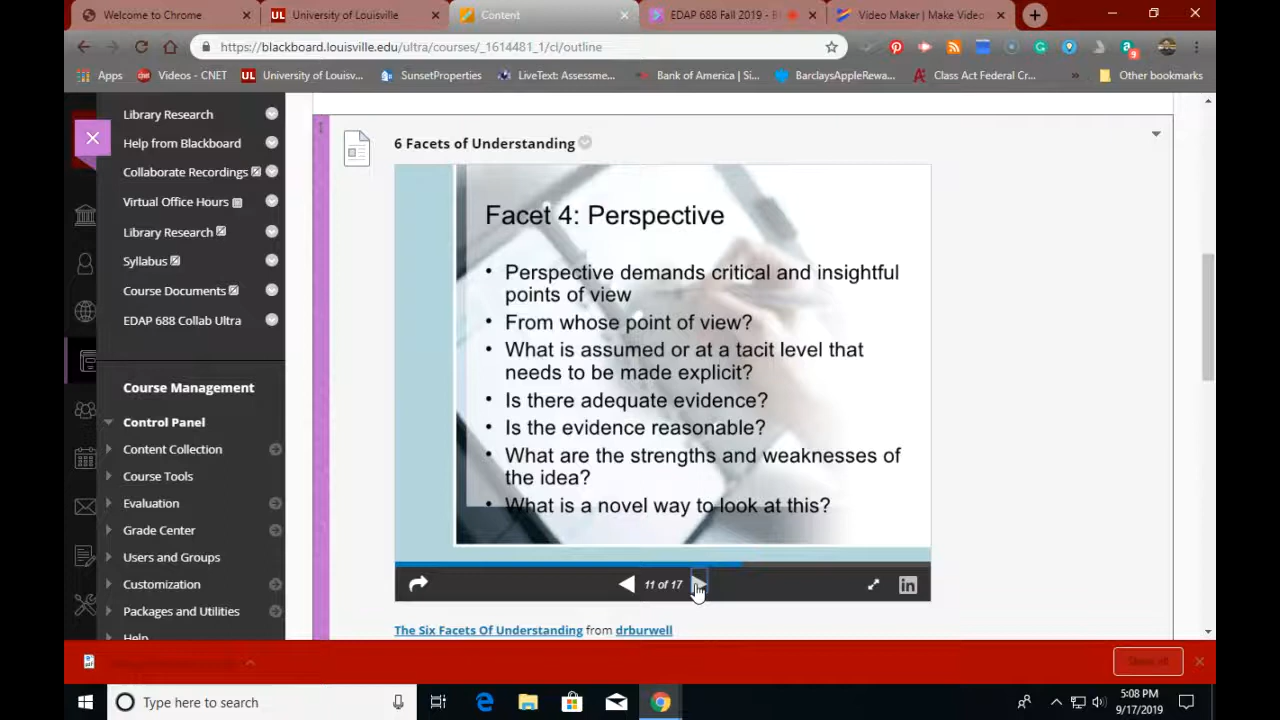 Welcome to Chrome
University of Louisville
Content
EDAP 688 Fall 2019 - B
Video Maker | Make Video
https://blackboard.louisville.edu/ultra/courses/_1614481_1/cl/outline
Apps
Videos - CNET
University of Louisv...
SunsetProperties
LiveText: Assessme...
Bank of America | Si...
BarclaysAppleRewa...
Class Act Federal Cr...
Other bookmarks
Library Research
Help from Blackboard
Collaborate Recordings
Virtual Office Hours
Library Research
Syllabus
Course Documents
EDAP 688 Collab Ultra
Course Management
Control Panel
Content Collection
Course Tools
Evaluation
Grade Center
Users and Groups
Customization
Packages and Utilities
Help
6 Facets of Understanding
Facet 4: Perspective
• Perspective demands critical and insightful
points of view
• From whose point of view?
• What is assumed or at a tacit level that
needs to be made explicit?
• Is there adequate evidence?
• Is the evidence reasonable?
• What are the strengths and weaknesses of
the idea?
• What is a novel way to look at this?
11 of 17
The Six Facets Of Understanding from drburwell
Show all
Type here to search
5:08 PM
9/17/2019